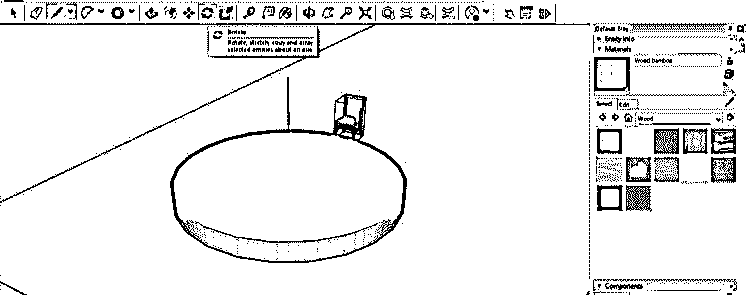 Rotate
Rotate, stretch, copy and array
selected entities about an axis.
Default Tray
Entity Info
Materials
Wood bamboo
Select
Edit
Wood
Components